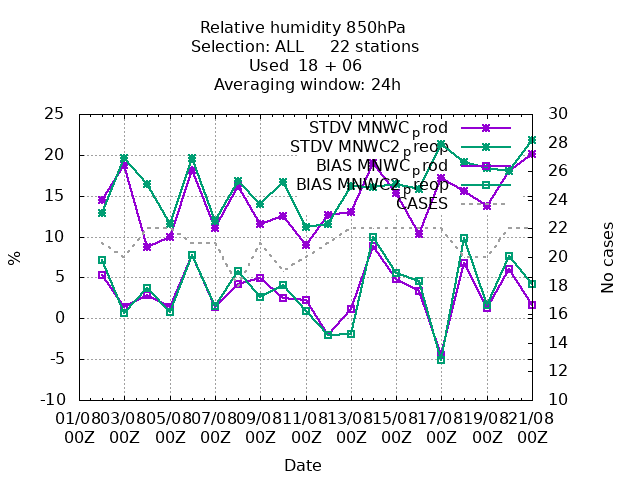 Relative humidity 850hPa
Selection: ALL     22 stations
Used  18 + 06
Averaging window: 24h
STDV MNWC_prod
STDV MNWC2_preop
BIAS MNWC_prod
BIAS MNWC2_preop
CASES
25
20
15
10
5
0
-5
-10
%
30
28
26
24
22
20
18
16
14
12
10
No cases
01/08 03/08 05/08 07/08 09/08 11/08 13/08 15/08 17/08 19/08 21/08
00Z 00Z 00Z 00Z 00Z 00Z 00Z 00Z 00Z 00Z 00Z
Date